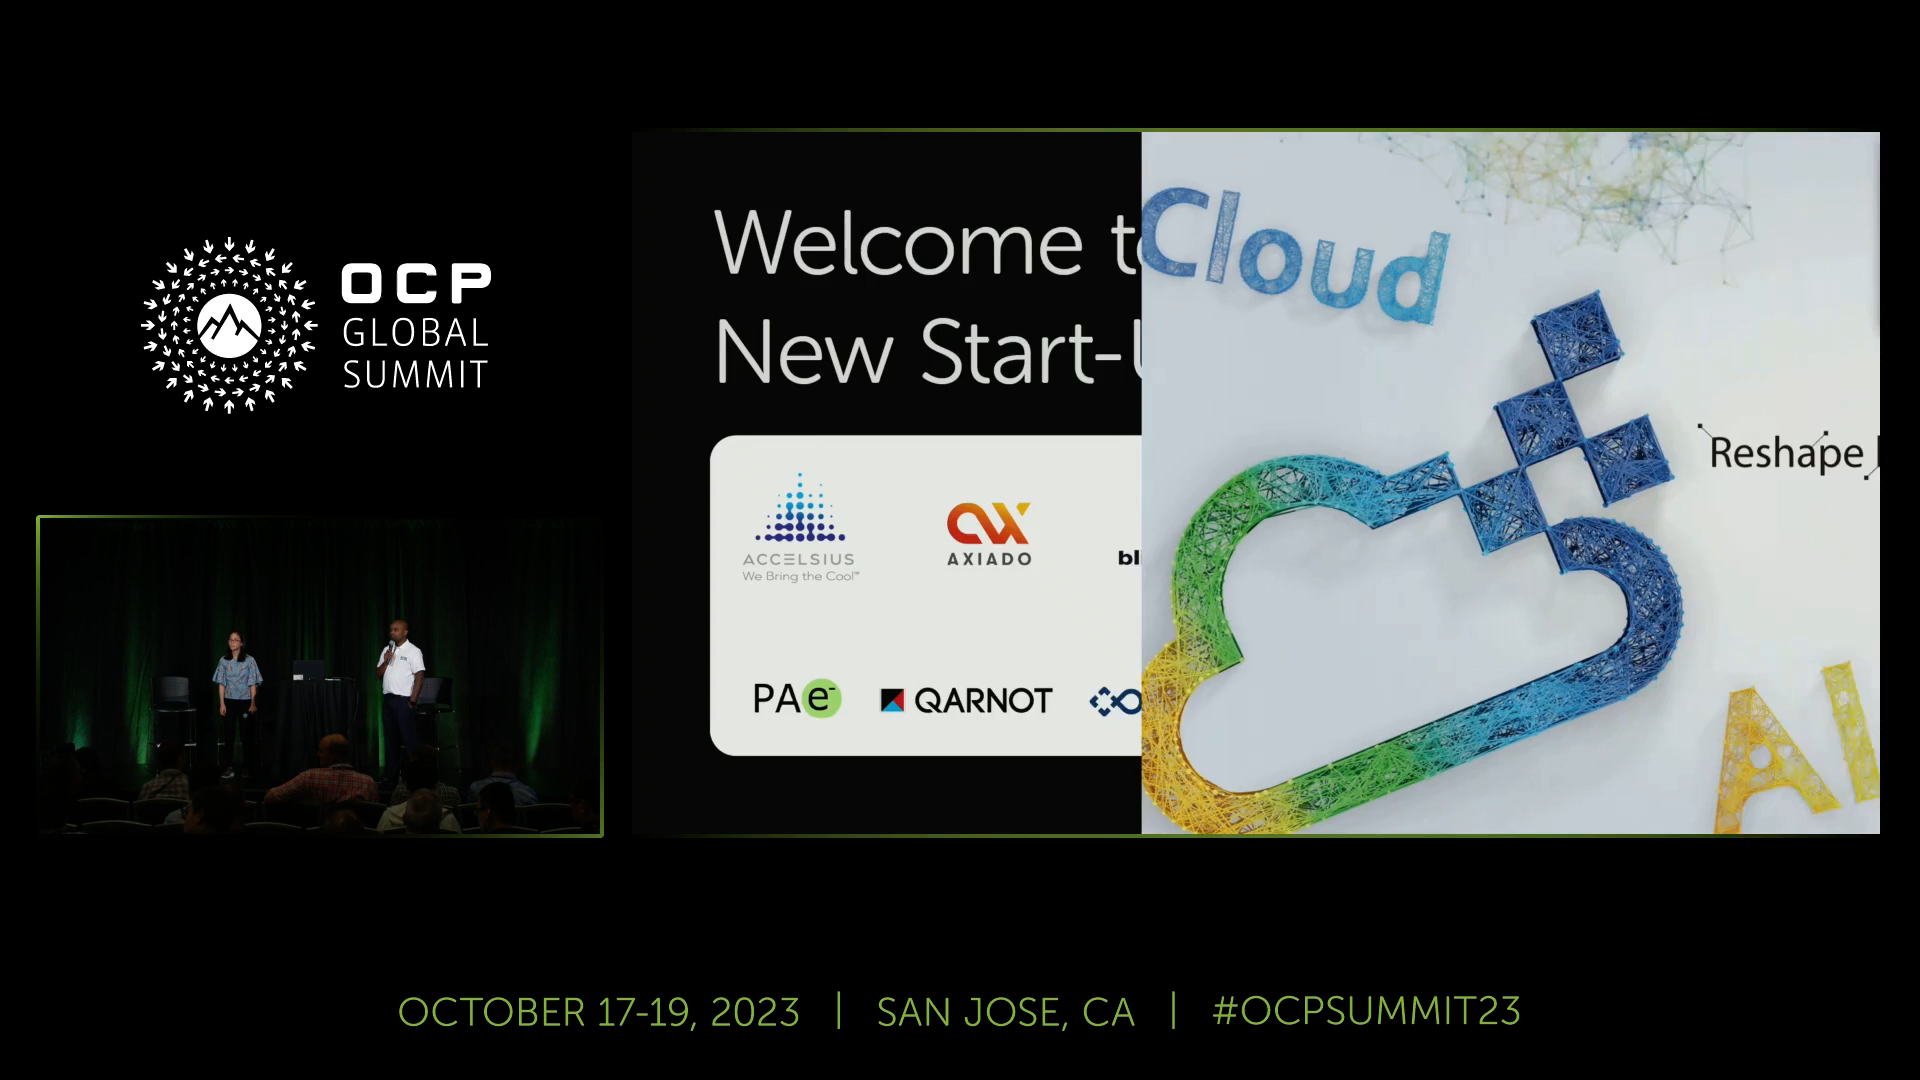 OCP
GLOBAL
SUMMIT
Welcome
New Start-
ACCELSIUS
We Bring the Cool™
AXIADO
PAe-
QARNOT
Cloud
Reshape
AI
OCTOBER 17-19, 2023 | SAN JOSE, CA | #OCPSUMMIT23